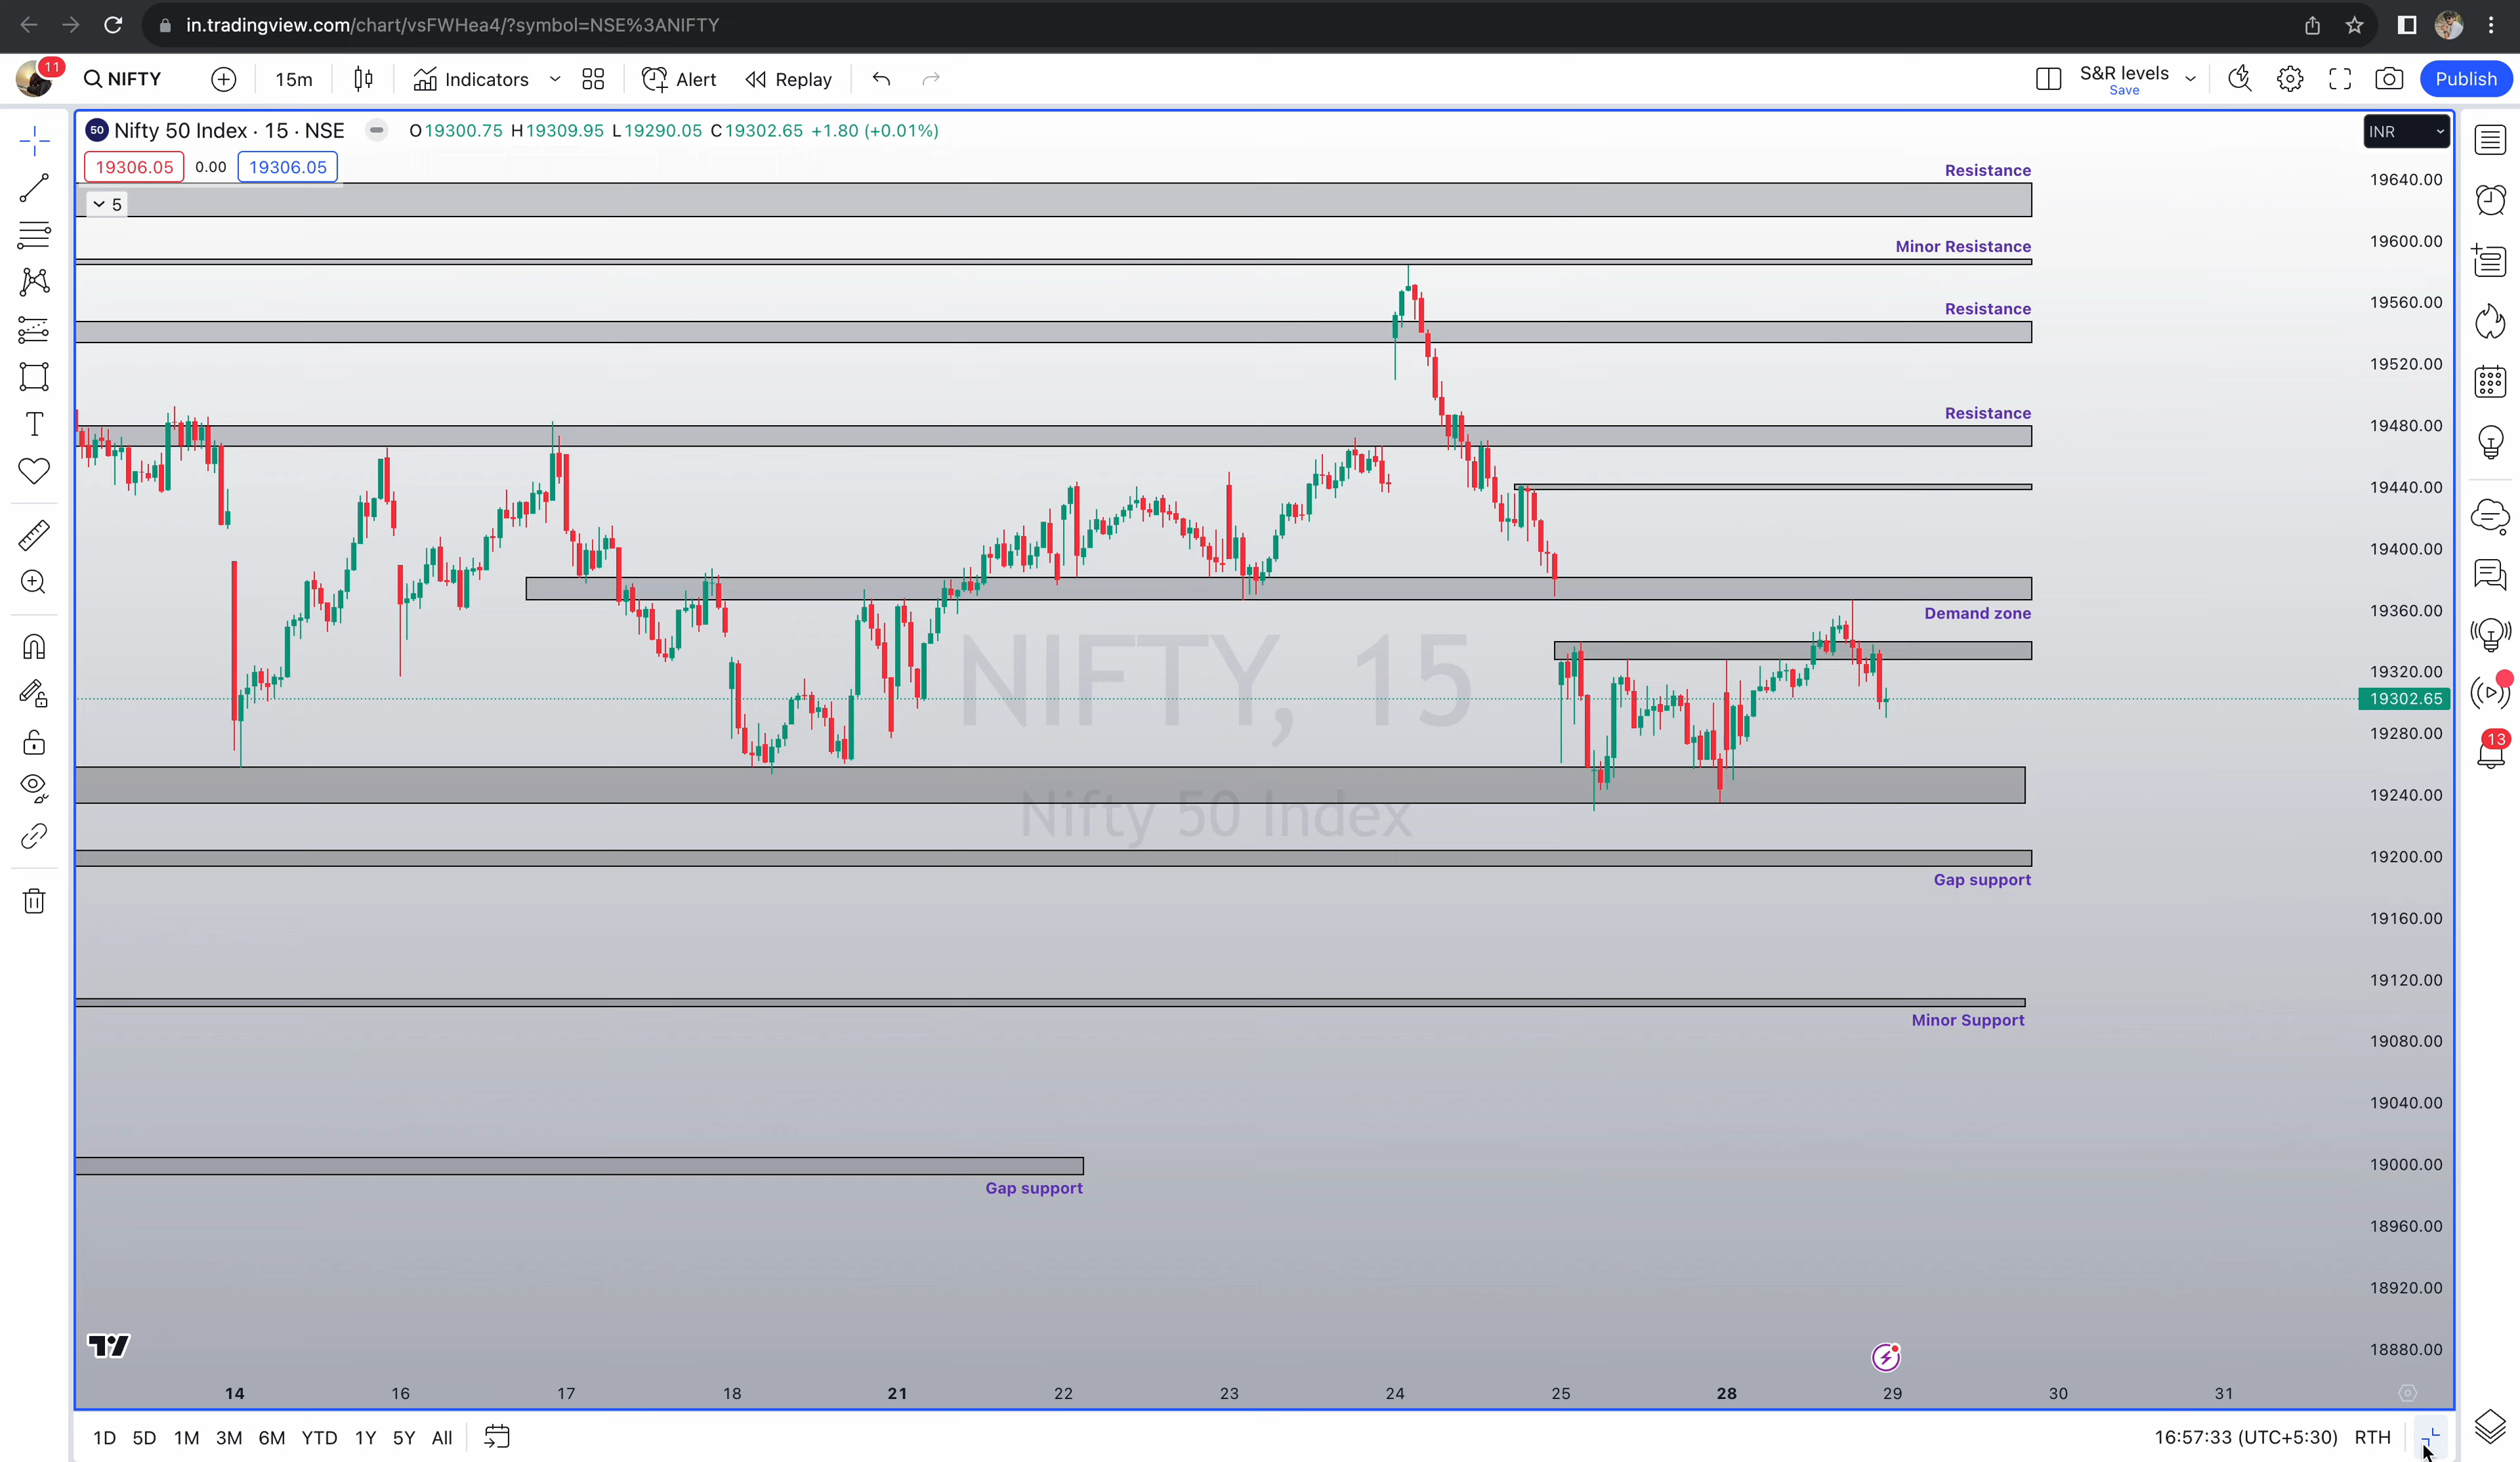 in.tradingview.com/chart/vsFWHea4/?symbol=NSE%3ANIFTY
11
NIFTY
15m
Indicators
Alert
Replay
S&R levels
Save
Publish
50
Nifty 50 Index · 15 · NSE
O19300.75 H19309.95 L19290.05 C19302.65 +1.80 (+0.01%)
INR
19306.05
0.00
19306.05
5
Resistance
19640.00
Minor Resistance
19600.00
Resistance
19560.00
19520.00
Resistance
19480.00
19440.00
19400.00
Demand zone
19360.00
NIFTY, 15
19320.00
19302.65
19280.00
13
Nifty 50 Index
19240.00
19200.00
Gap support
19160.00
19120.00
Minor Support
19080.00
19040.00
19000.00
Gap support
18960.00
18920.00
18880.00
14 16 17 18 21 22 23 24 25 28 29 30 31
1D 5D 1M 3M 6M YTD 1Y 5Y All
16:57:33 (UTC+5:30) RTH